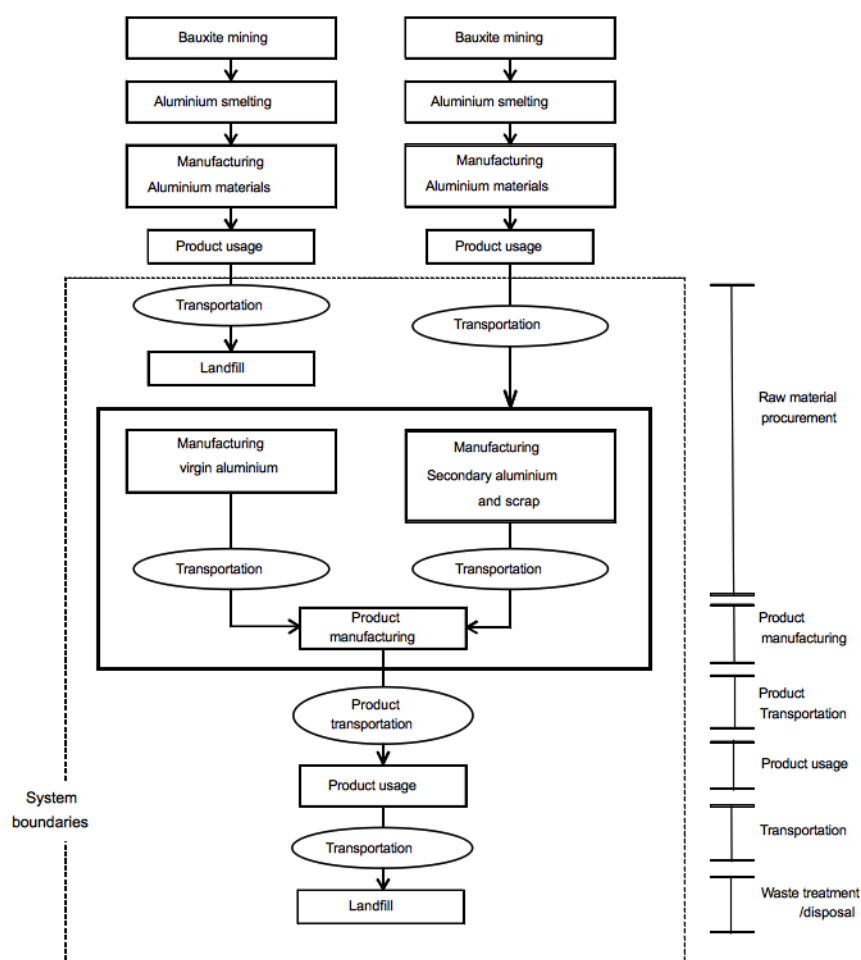 Bauxite mining
Bauxite mining
Aluminium smelting
Aluminium smelting
Manufacturing
Aluminium materials
Manufacturing
Aluminium materials
Product usage
Product usage
Transportation
Transportation
Landfill
Raw material
procurement
Manufacturing
virgin aluminium
Manufacturing
Secondary aluminium
and scrap
Transportation
Transportation
Product
manufacturing
Product
manufacturing
Product
transportation
Product
Transportation
Product usage
Product usage
System
boundaries
Transportation
Transportation
Landfill
Waste treatment
/disposal